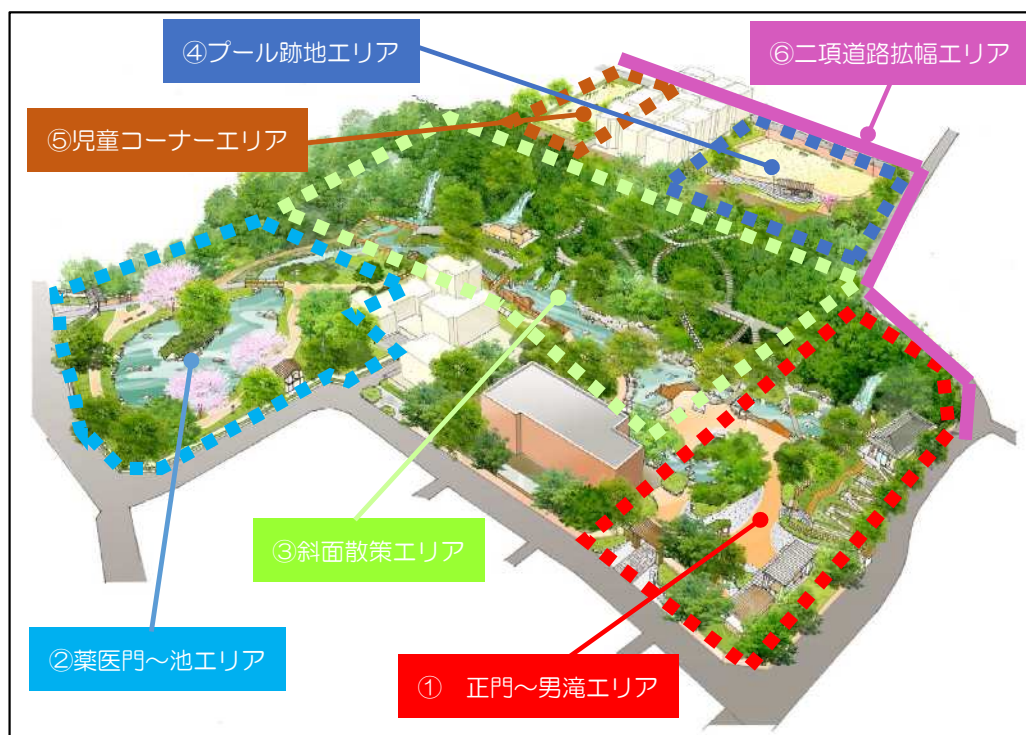 ④プール跡地エリア
⑥二項道路拡幅エリア
⑤児童コーナーエリア
③斜面散策エリア
②薬医門～池エリア
①　正門～男滝エリア